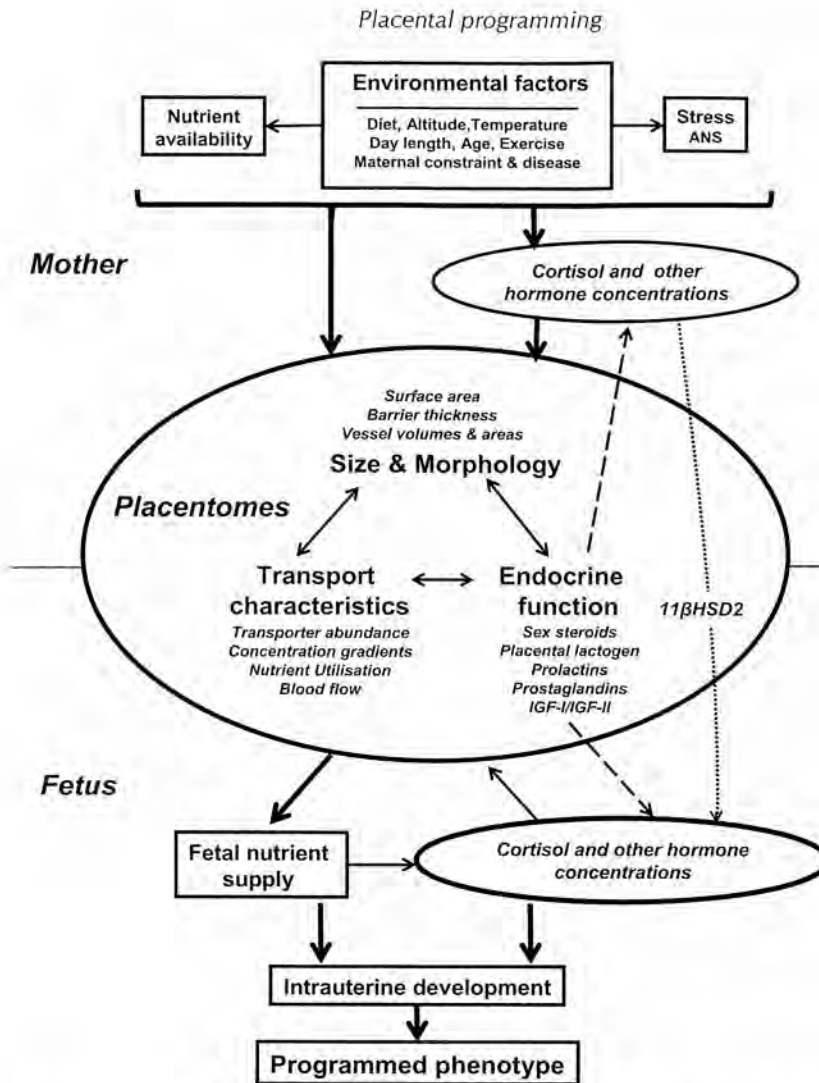 Placental programming
Environmental factors
Diet, Altitude,Temperature
Day length, Age, Exercise
Maternal constraint & disease
Nutrient
availability
Stress
ANS
Mother
Cortisol and other
hormone concentrations
Surface area
Barrier thickness
Vessel volumes & areas
Size & Morphology
Placentomes
Transport
characteristics
Transporter abundance
Concentration gradients
Nutrient Utilisation
Blood flow
Endocrine
function
Sex steroids
Placental lactogen
Prolactins
Prostaglandins
IGF-I/IGF-II
11βHSD2
Fetus
Fetal nutrient
supply
Cortisol and other hormone
concentrations
Intrauterine development
Programmed phenotype